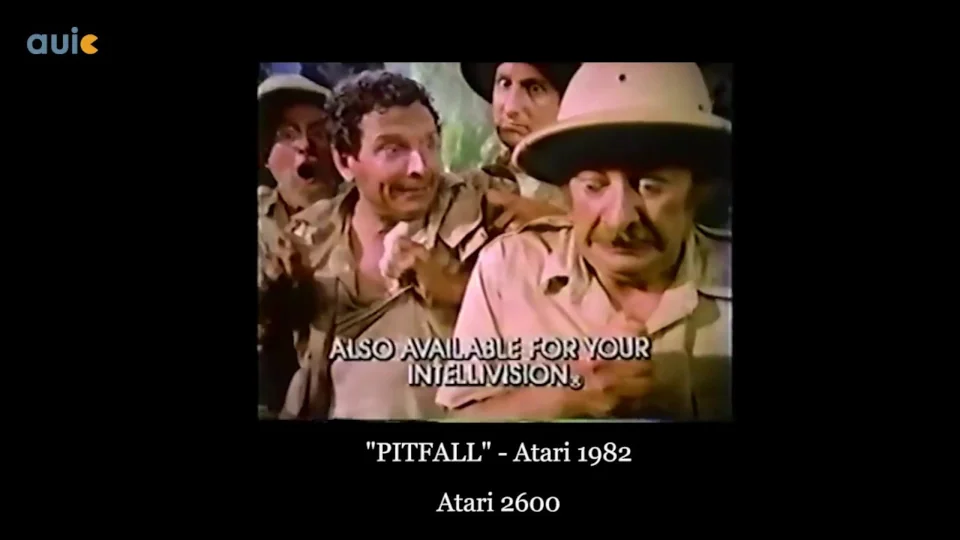 auic
ALSO AVAILABLE FOR YOUR
INTELLIVISION®
"PITFALL" - Atari 1982
Atari 2600